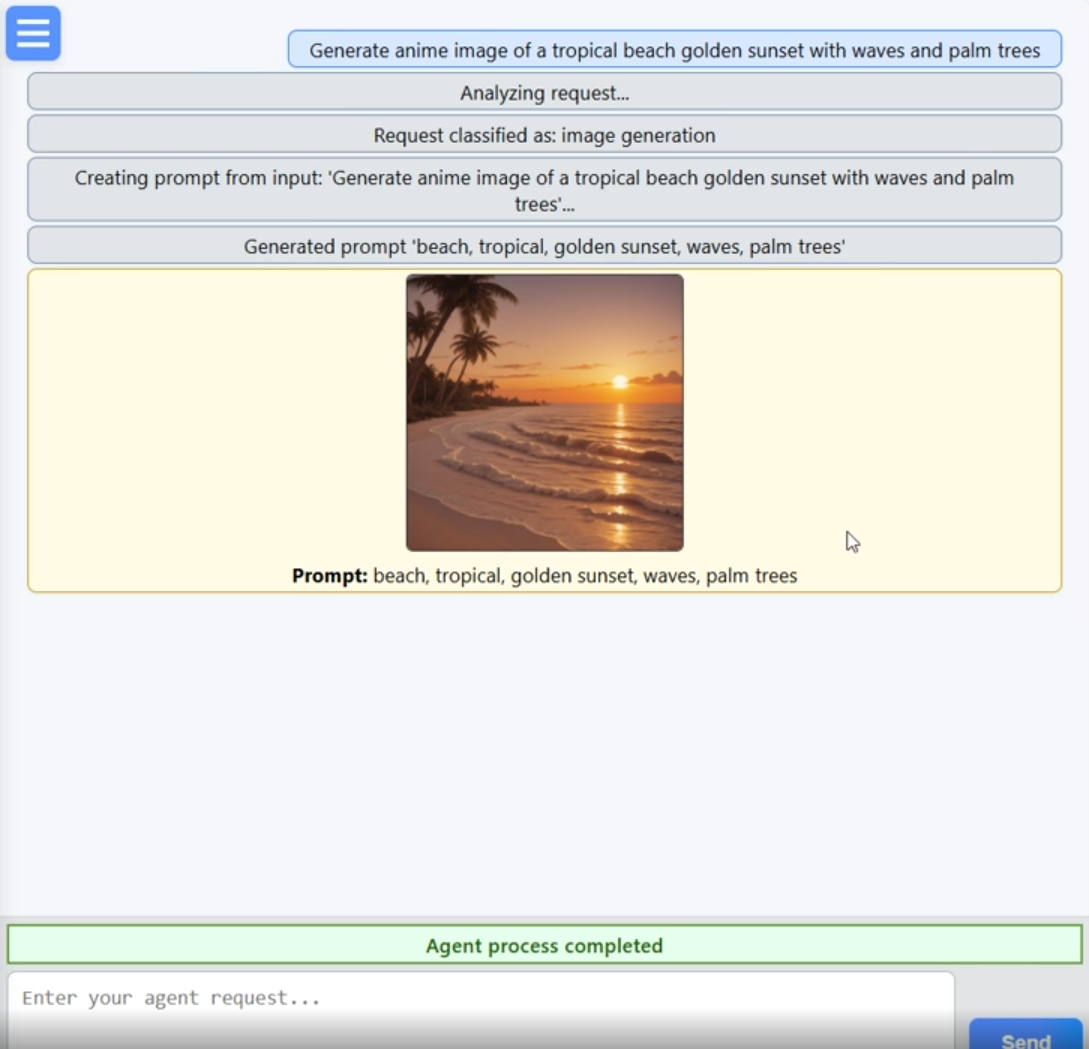 Generate anime image of a tropical beach golden sunset with waves and palm trees
Analyzing request...
Request classified as: image generation
Creating prompt from input: 'Generate anime image of a tropical beach golden sunset with waves and palm
trees'...
Generated prompt 'beach, tropical, golden sunset, waves, palm trees'
Prompt: beach, tropical, golden sunset, waves, palm trees
Agent process completed
Enter your agent request...
Send